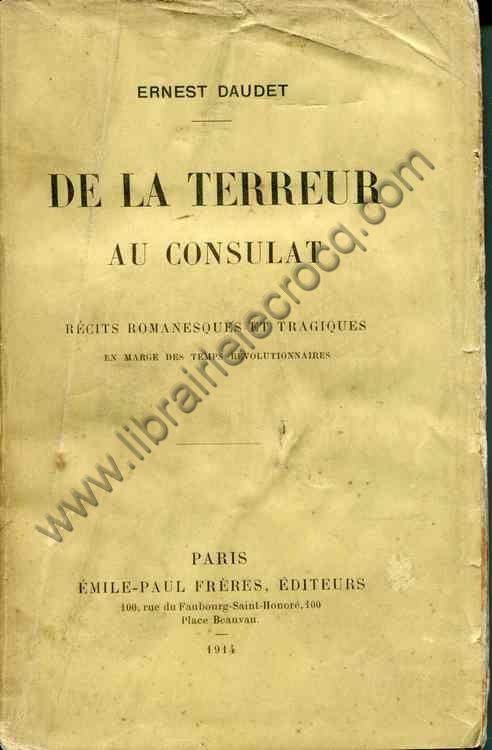 ERNEST DAUDET
DE LA TERREUR
AU CONSULAT
RÉCITS ROMANESQUES ET TRAGIQUES
EN MARGE DES TEMPS RÉVOLUTIONNAIRES
www.librairielecrocq.com
PARIS
ÉMILE-PAUL FRÈRES, ÉDITEURS
100, rue du Faubourg-Saint-Honoré, 100
Place Beauvau
1914